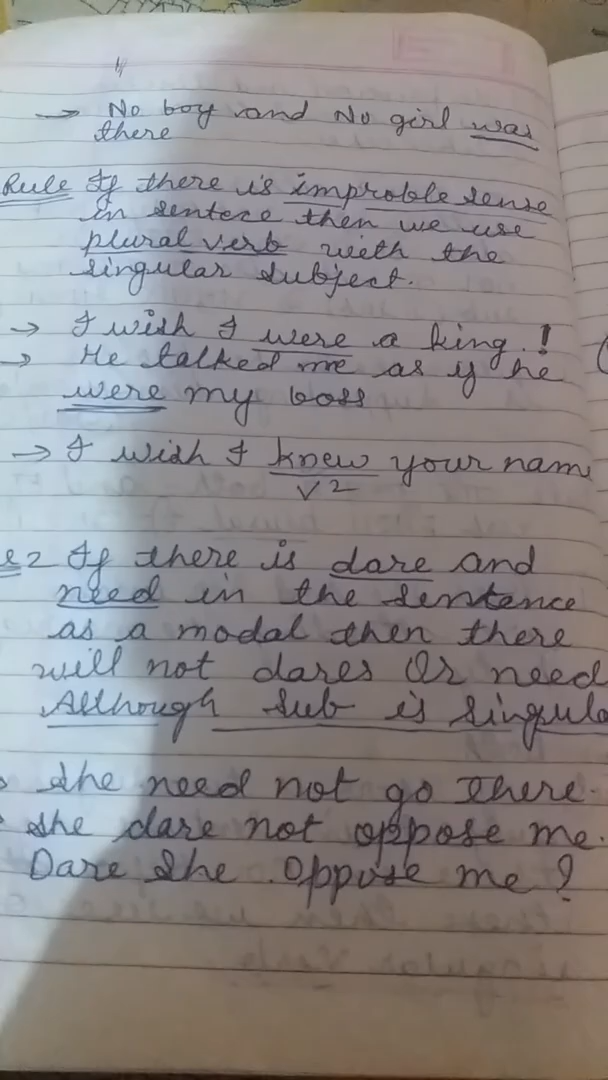 → No boy and No girl was
there
Rule If there is improble sense
in sentece then we use
plural verb with the
singular subject.
→ I wish I were a king.!
→ He talked me as if he
were my boss
→ I wish I knew your name
V2
e 2 If there is dare and
need in the sentence
as a modal then there
will not dares Or need
Although Sub is singula
She need not go there.
She dare not oppose me.
Dare She Oppose me ?